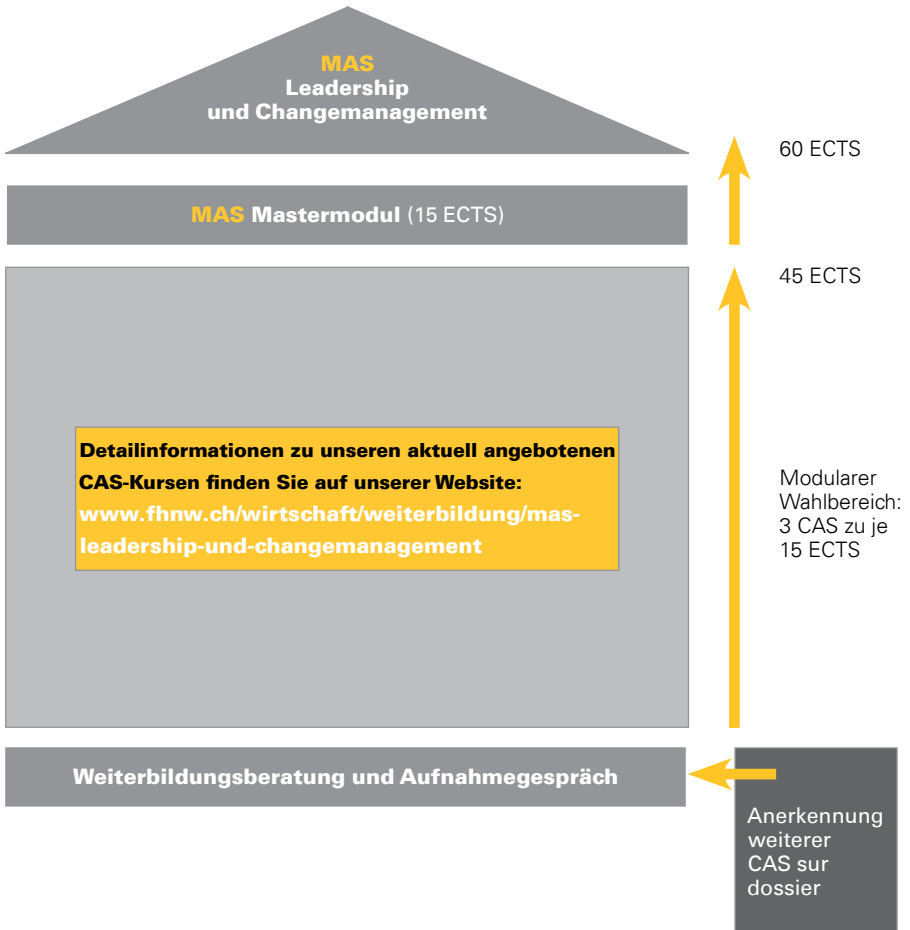 MAS
Leadership
und Changemanagement
60 ECTS
MAS Mastermodul (15 ECTS)
45 ECTS
Detailinformationen zu unseren aktuell angebotenen
CAS-Kursen finden Sie auf unserer Website:
www.fhnw.ch/wirtschaft/weiterbildung/mas-
leadership-und-changemanagement
Modularer
Wahlbereich:
3 CAS zu je
15 ECTS
Weiterbildungsberatung und Aufnahmegespräch
Anerkennung
weiterer
CAS sur
dossier